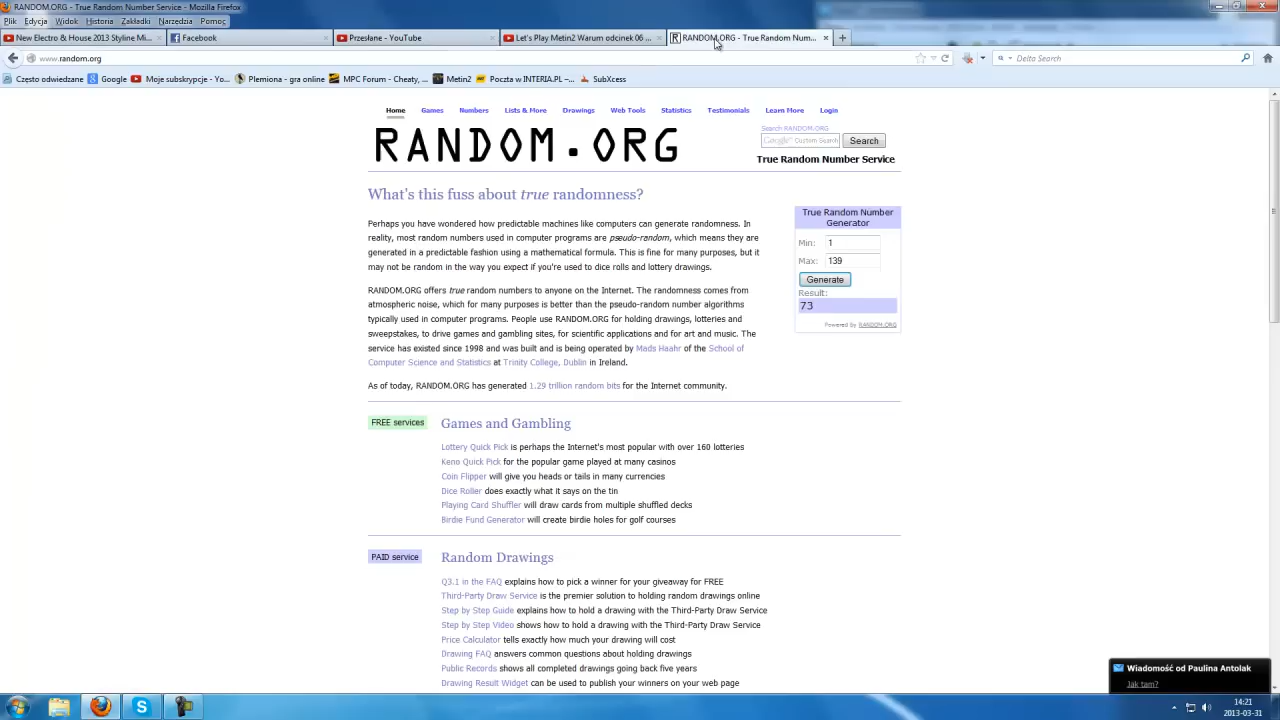 RANDOM.ORG - True Random Number Service - Mozilla Firefox
Plik Edycja Widok Historia Zakładki Narzędzia Pomoc
New Electro & House 2013 Styline Mi... Facebook Przesłane - YouTube Let's Play Metin2 Warum odcinek 06 ... RANDOM.ORG - True Random Num...
www.random.org Delta Search
Często odwiedzane Google Moje subskrypcje - Yo... Plemiona - gra online MPC Forum - Cheaty, ... Metin2 Poczta w INTERIA.PL –... SubXcess
Home Games Numbers Lists & More Drawings Web Tools Statistics Testimonials Learn More Login
RANDOM.ORG
Search RANDOM.ORG
Google™ Custom Search Search
True Random Number Service
What's this fuss about true randomness?
Perhaps you have wondered how predictable machines like computers can generate randomness. In
reality, most random numbers used in computer programs are pseudo-random, which means they are
generated in a predictable fashion using a mathematical formula. This is fine for many purposes, but it
may not be random in the way you expect if you're used to dice rolls and lottery drawings.
RANDOM.ORG offers true random numbers to anyone on the Internet. The randomness comes from
atmospheric noise, which for many purposes is better than the pseudo-random number algorithms
typically used in computer programs. People use RANDOM.ORG for holding drawings, lotteries and
sweepstakes, to drive games and gambling sites, for scientific applications and for art and music. The
service has existed since 1998 and was built and is being operated by Mads Haahr of the School of
Computer Science and Statistics at Trinity College, Dublin in Ireland.
As of today, RANDOM.ORG has generated 1.29 trillion random bits for the Internet community.
True Random Number
Generator
Min: 1
Max: 139
Generate
Result:
73
Powered by RANDOM.ORG
FREE services
Games and Gambling
Lottery Quick Pick is perhaps the Internet's most popular with over 160 lotteries
Keno Quick Pick for the popular game played at many casinos
Coin Flipper will give you heads or tails in many currencies
Dice Roller does exactly what it says on the tin
Playing Card Shuffler will draw cards from multiple shuffled decks
Birdie Fund Generator will create birdie holes for golf courses
PAID service
Random Drawings
Q3.1 in the FAQ explains how to pick a winner for your giveaway for FREE
Third-Party Draw Service is the premier solution to holding random drawings online
Step by Step Guide explains how to hold a drawing with the Third-Party Draw Service
Step by Step Video shows how to hold a drawing with the Third-Party Draw Service
Price Calculator tells exactly how much your drawing will cost
Drawing FAQ answers common questions about holding drawings
Public Records shows all completed drawings going back five years
Drawing Result Widget can be used to publish your winners on your web page
Wiadomość od Paulina Antolak
Jak tam?
14:21
2013-03-31